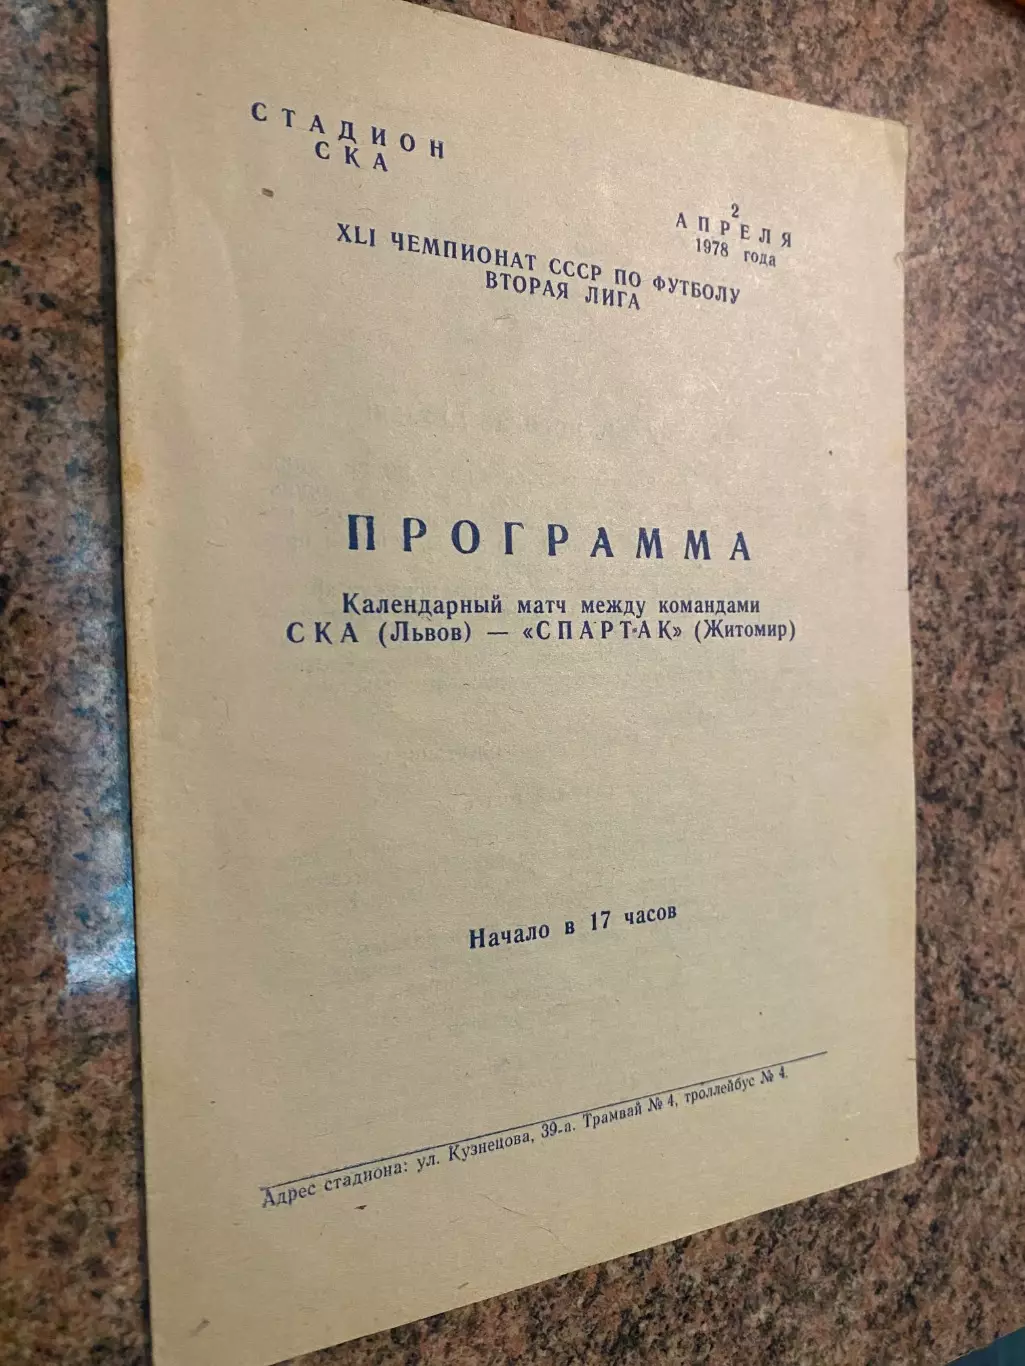 СТАДИОН
СКА
2
АПРЕЛЯ
1978 года
XLI ЧЕМПИОНАТ СССР ПО ФУТБОЛУ
ВТОРАЯ ЛИГА
ПРОГРАММА
Календарный матч между командами
СКА (Львов) — «СПАРТАК» (Житомир)
Начало в 17 часов
Адрес стадиона: ул. Кузнецова, 39-а. Трамвай № 4, троллейбус № 4.